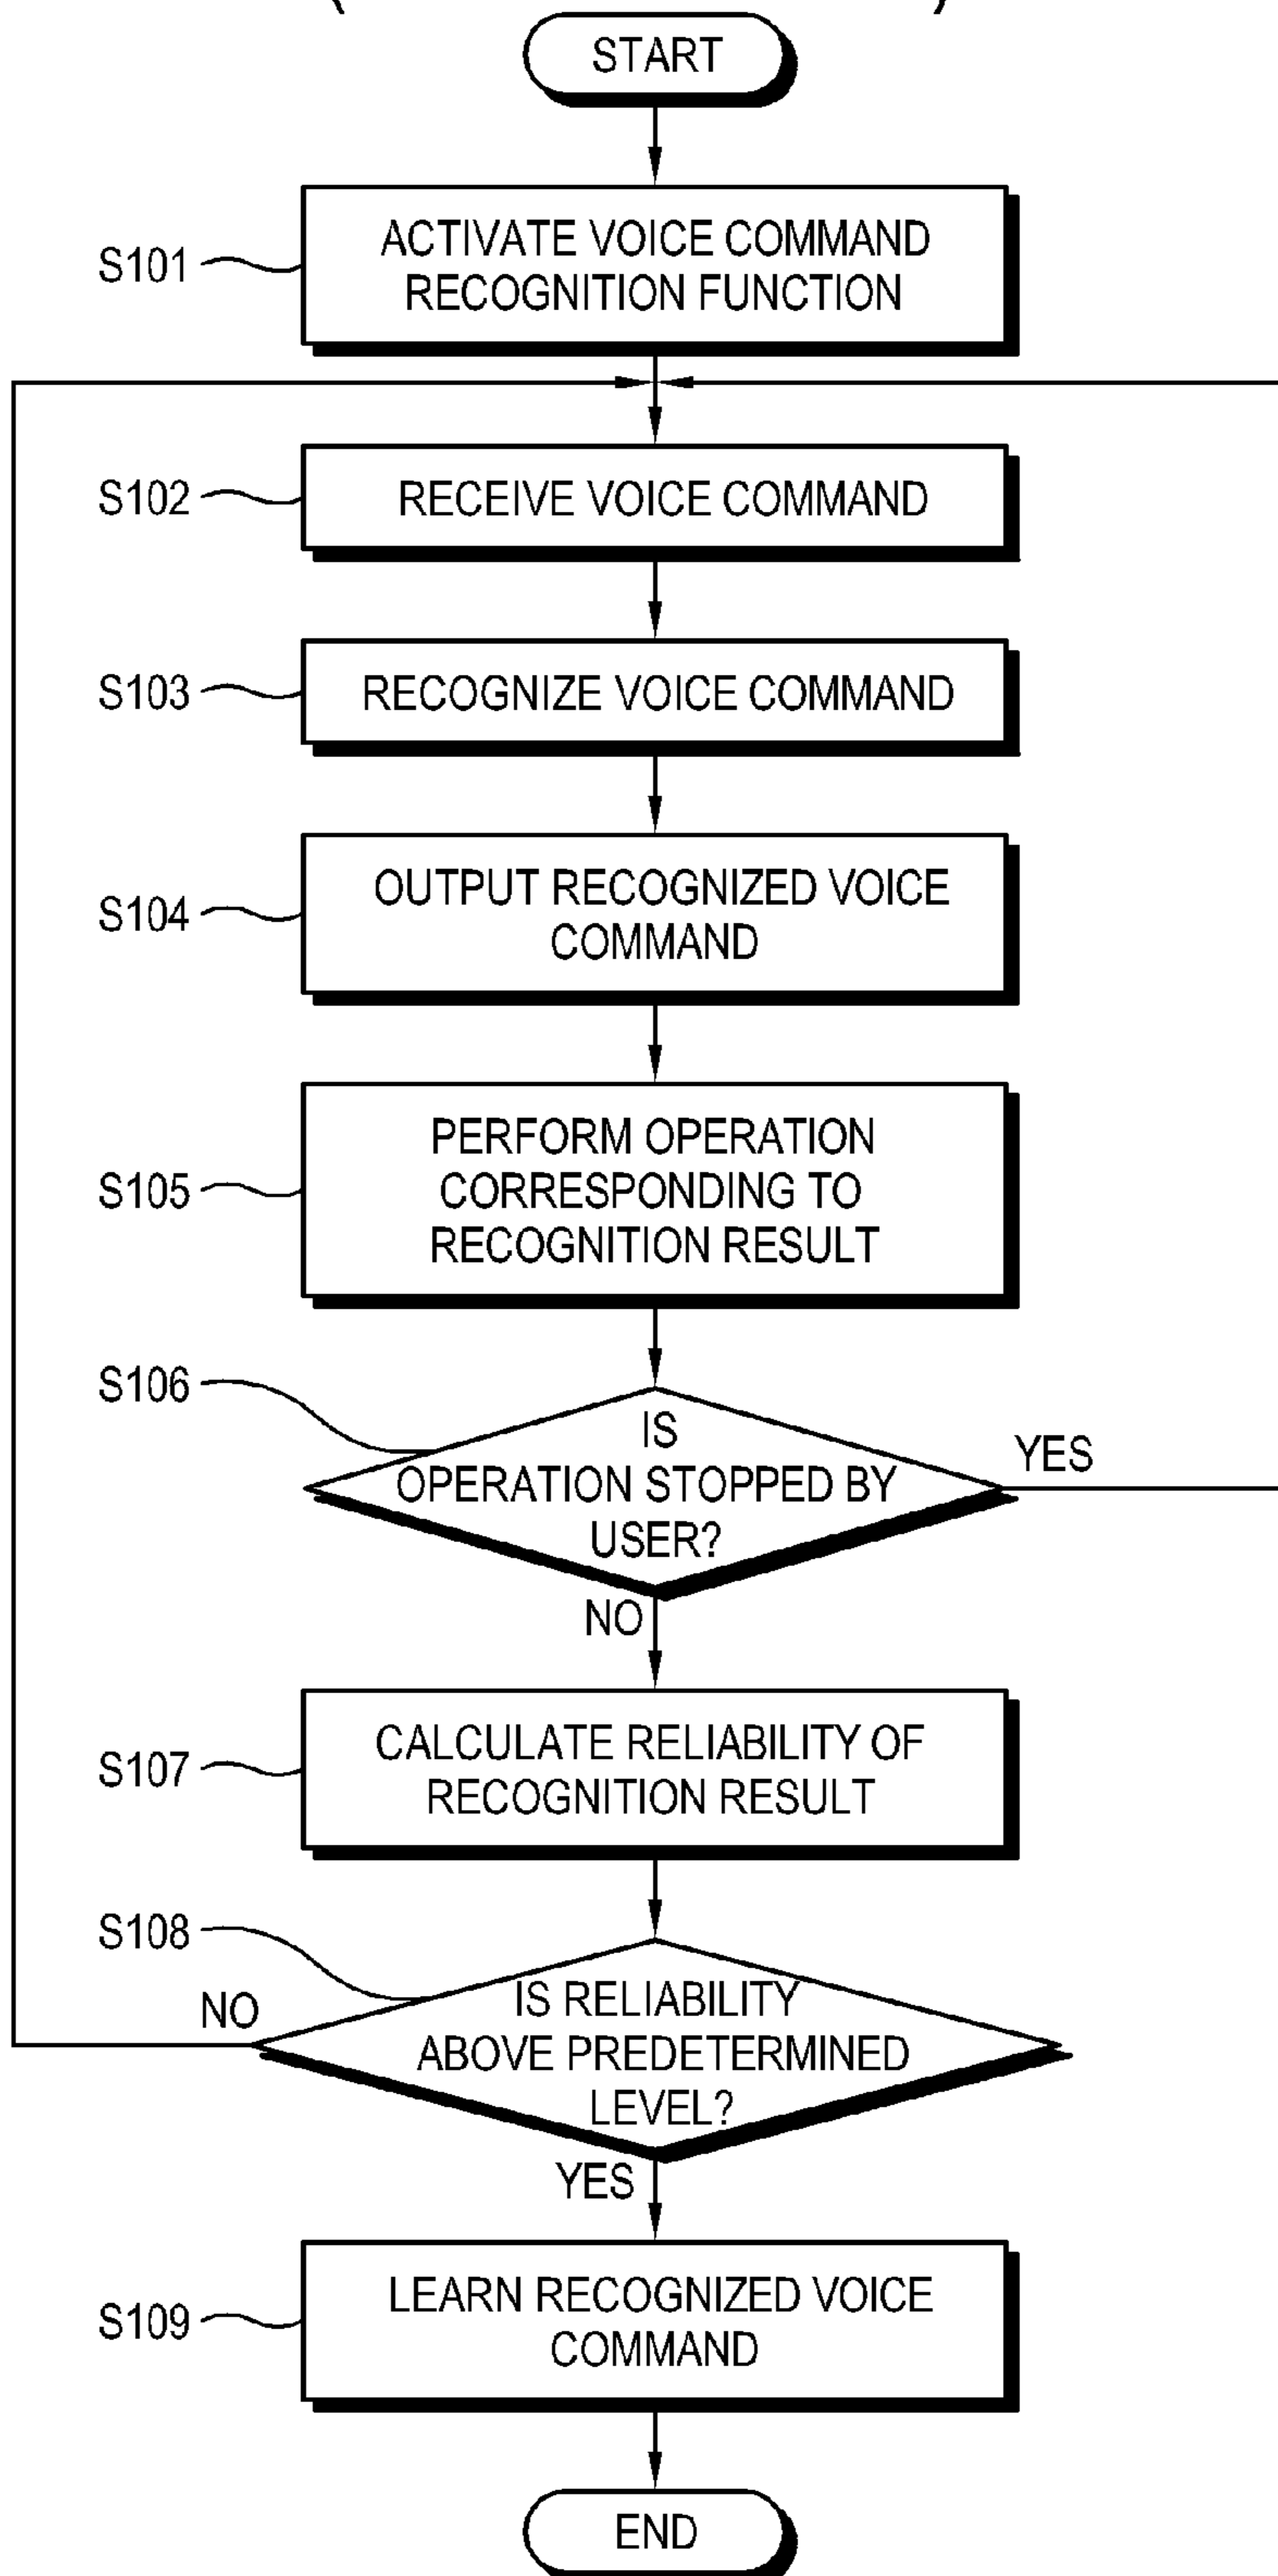 START
S101
ACTIVATE VOICE COMMAND
RECOGNITION FUNCTION
S102
RECEIVE VOICE COMMAND
S103
RECOGNIZE VOICE COMMAND
S104
OUTPUT RECOGNIZED VOICE
COMMAND
S105
PERFORM OPERATION
CORRESPONDING TO
RECOGNITION RESULT
S106
IS
OPERATION STOPPED BY
USER?
YES
NO
S107
CALCULATE RELIABILITY OF
RECOGNITION RESULT
S108
NO
IS RELIABILITY
ABOVE PREDETERMINED
LEVEL?
YES
S109
LEARN RECOGNIZED VOICE
COMMAND
END